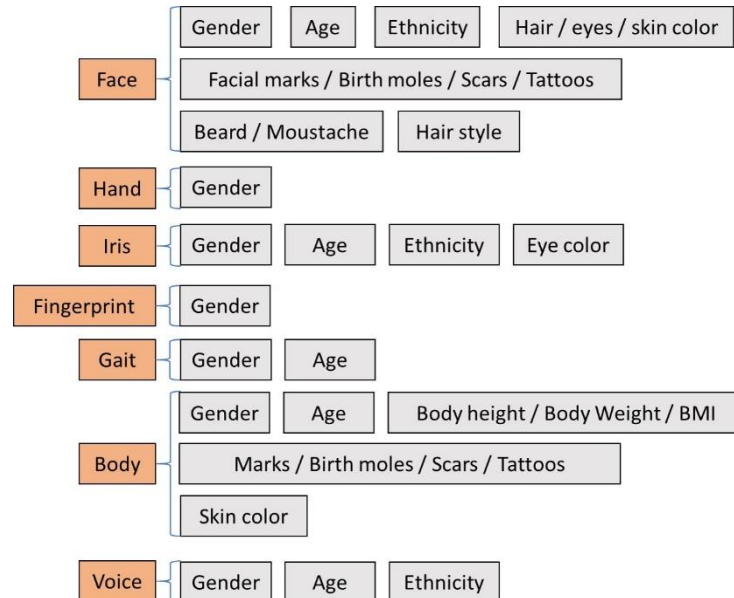 Gender Age Ethnicity Hair / eyes / skin color
Face Facial marks / Birth moles / Scars / Tattoos
Beard / Moustache Hair style
Hand Gender
Iris Gender Age Ethnicity Eye color
Fingerprint Gender
Gait Gender Age
Gender Age Body height / Body Weight / BMI
Body Marks / Birth moles / Scars / Tattoos
Skin color
Voice Gender Age Ethnicity